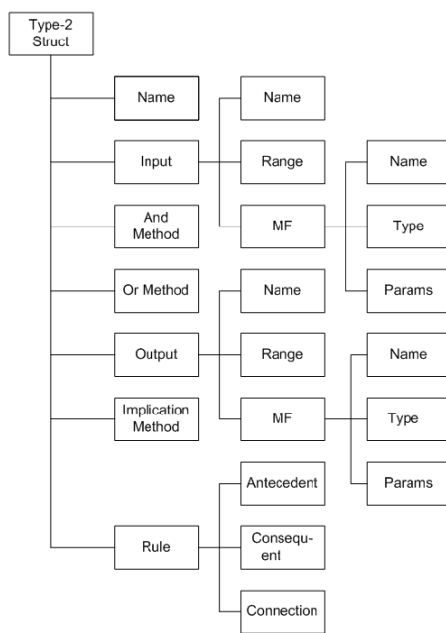 Type-2
Struct
Name
Name
Input
Range
Name
And
Method
MF
Type
Or Method
Name
Params
Output
Range
Name
Implication
Method
MF
Type
Antecedent
Params
Rule
Consequ-
ent
Connection